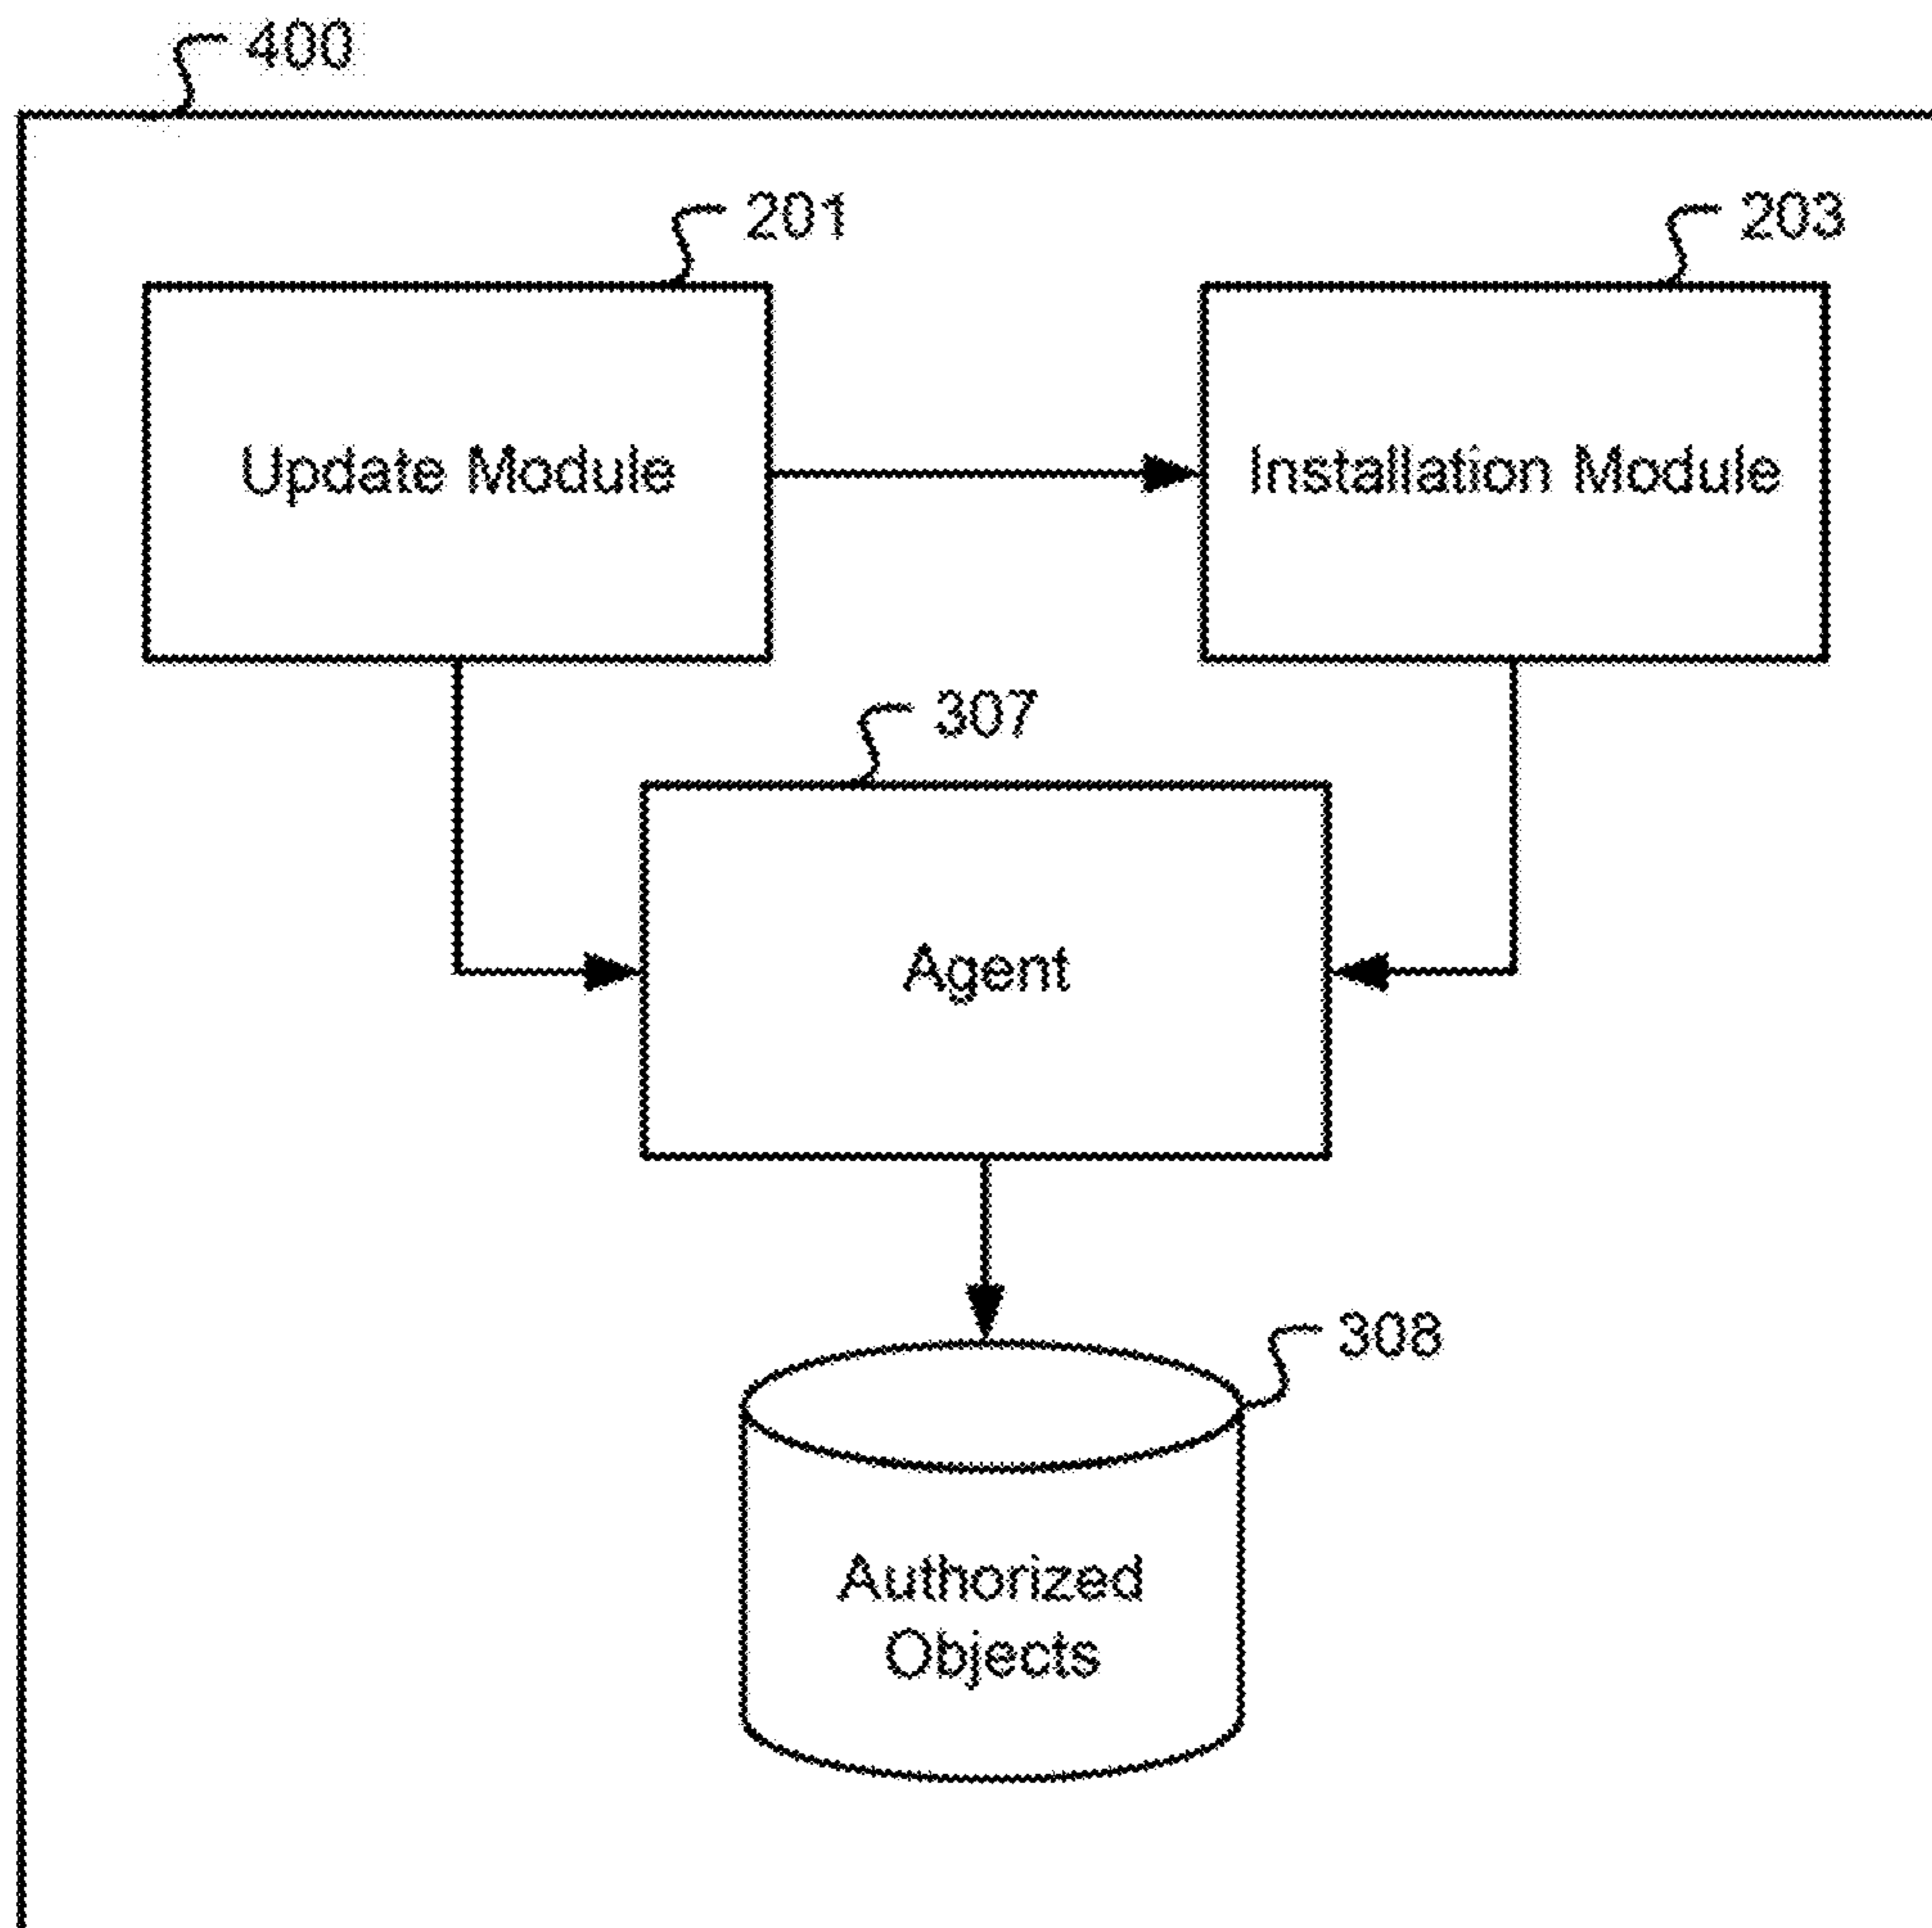 400
201
203
Update Module
Installation Module
307
Agent
308
Authorized
Objects